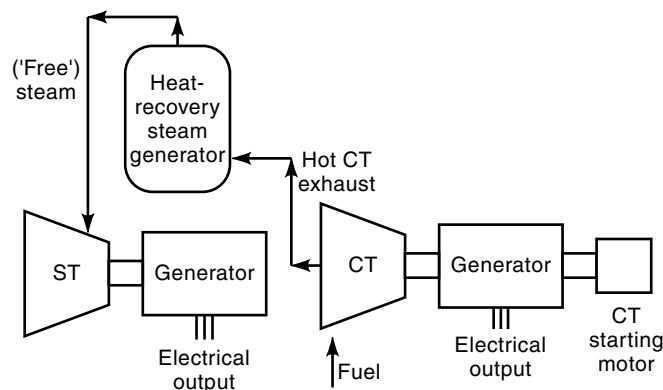 ('Free')
steam
Heat-
recovery
steam
generator
Hot CT
exhaust
ST
Generator
Electrical
output
CT
Fuel
Generator
Electrical
output
CT
starting
motor